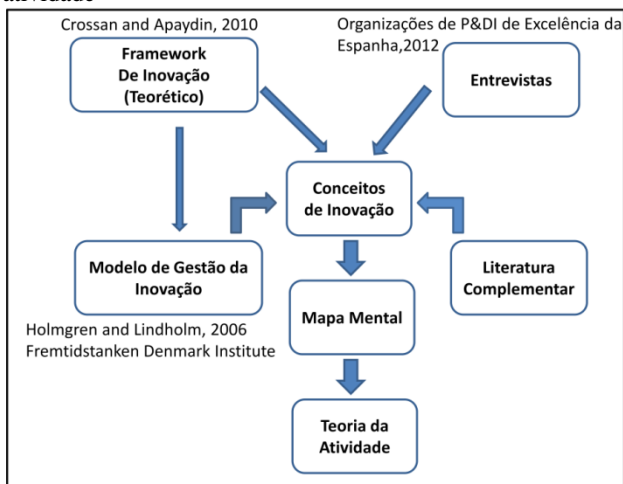 Crossan and Apaydin, 2010
Organizações de P&DI de Excelência da
Espanha,2012
Framework
De Inovação
(Teorético)
Entrevistas
Conceitos
de Inovação
Modelo de Gestão da
Inovação
Literatura
Complementar
Holmgren and Lindholm, 2006
Fremtidstanken Denmark Institute
Mapa Mental
Teoria da
Atividade